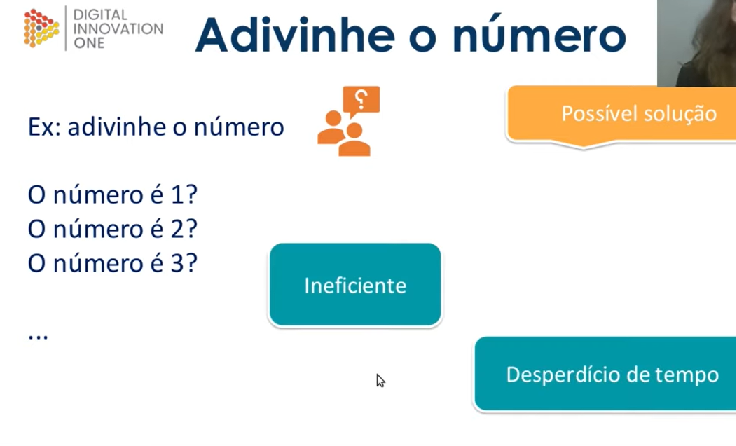 DIGITAL
INNOVATION
ONE
Adivinhe o número
?
Ex: adivinhe o número
Possível solução
O número é 1?
O número é 2?
O número é 3?
Ineficiente
...
Desperdício de tempo